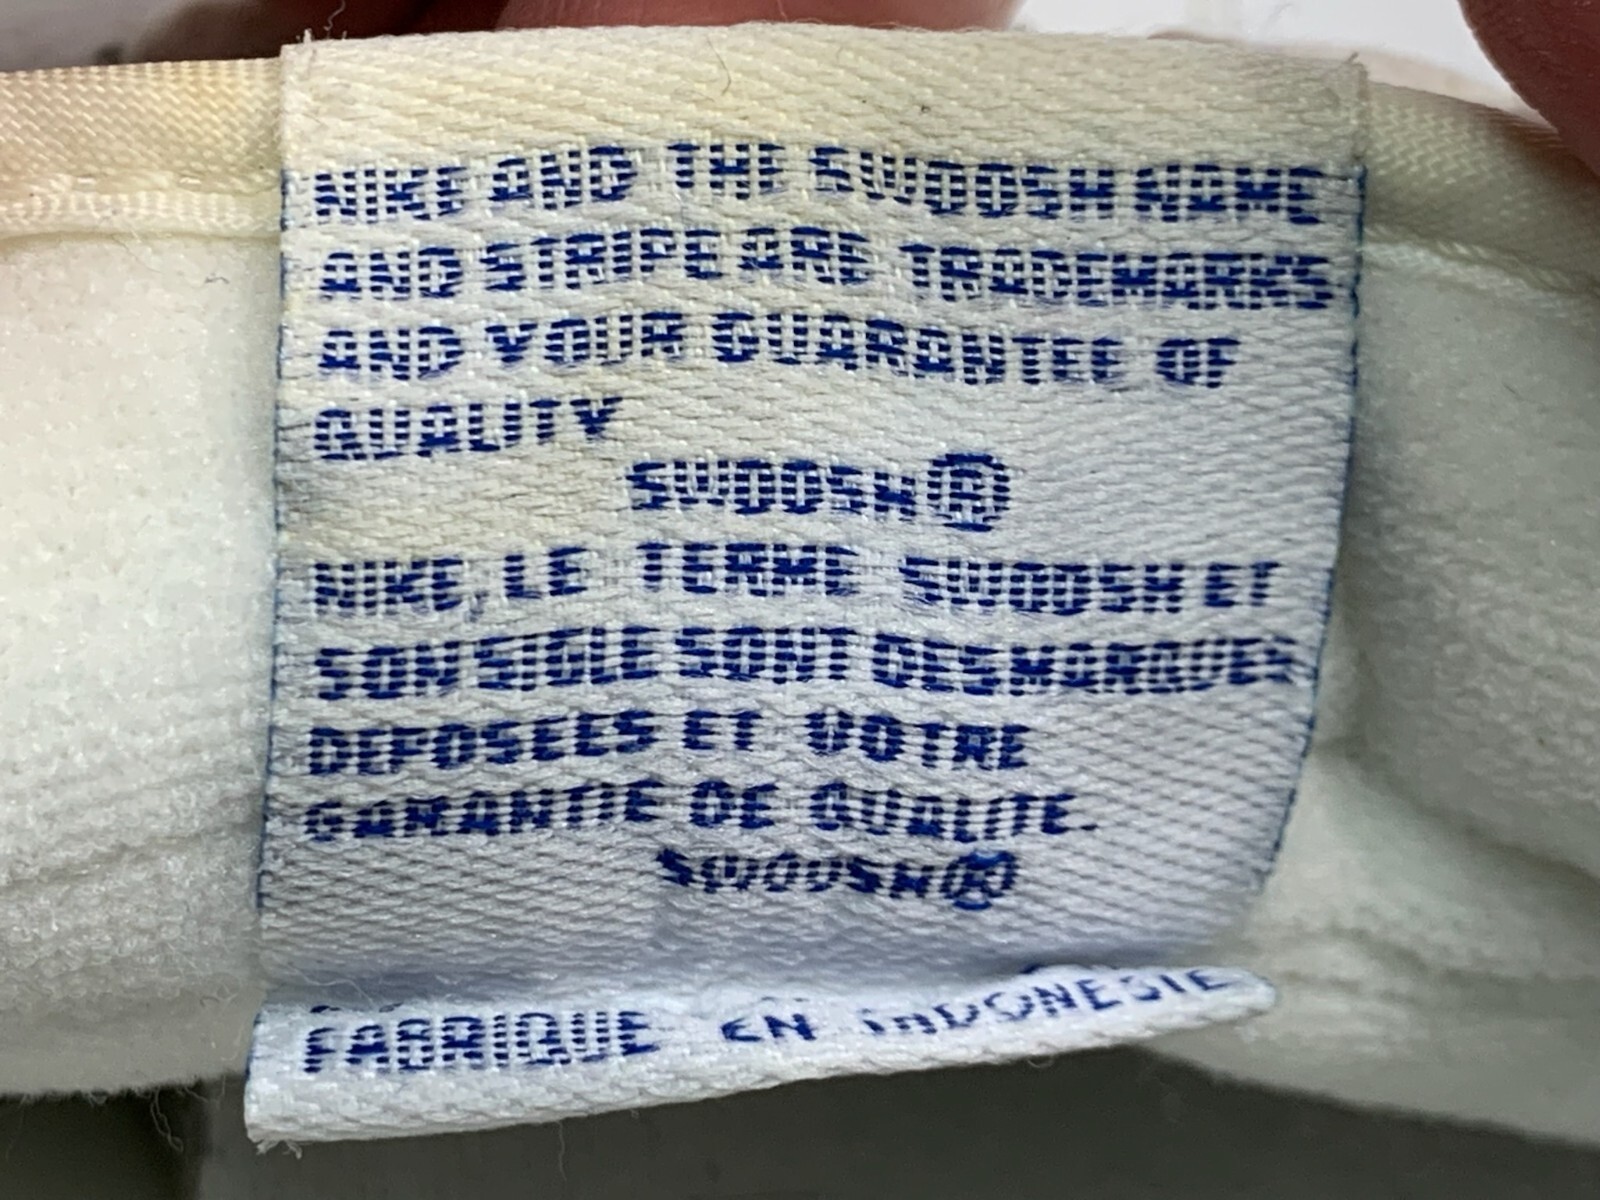 NIKE AND THE SWOOSH NAME
AND STRIPE ARE TRADEMARKS
AND YOUR GUARANTEE OF
QUALITY
SWOOSH®
NIKE, LE TERME SWOOSH ET
SON SIGLE SONT DES MARQUES
DEPOSEES ET VOTRE
GARANTIE DE QUALITE.
SWOOSH®
FABRIQUE EN INDONESIE